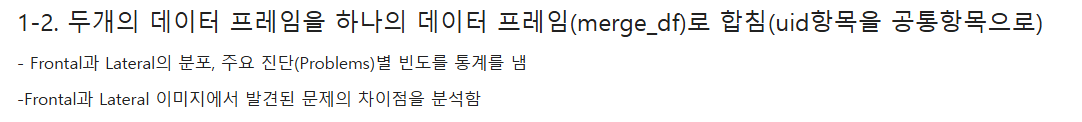 1-2. 두개의 데이터 프레임을 하나의 데이터 프레임(merge_df)로 합침(uid항목을 공통항목으로)
- Frontal과 Lateral의 분포, 주요 진단(Problems)별 빈도를 통계를 냄
-Frontal과 Lateral 이미지에서 발견된 문제의 차이점을 분석함